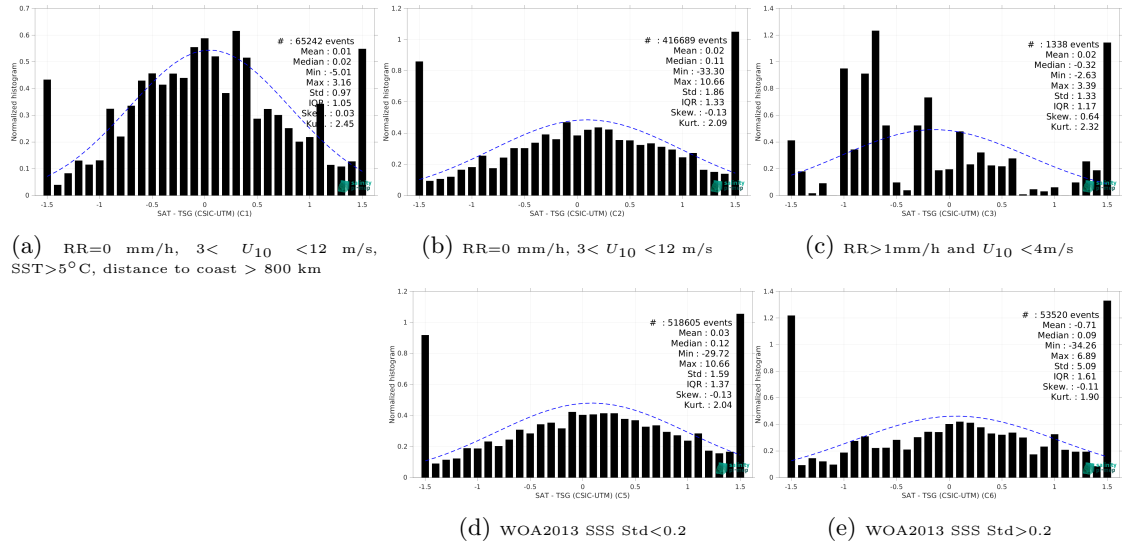 Normalized histogram
0.7
0.6
0.5
0.4
0.3
0.2
0.1
0
-1.5
-1
-0.5
0
0.5
1
1.5
SAT - TSG (CSIC-UTM) (C1)
# : 65242 events
Mean : 0.01
Median : 0.02
Min : -5.01
Max : 3.16
Std : 0.97
IQR : 1.05
Skew. : 0.03
Kurt. : 2.45
(a) RR=0 mm/h, 3< U10 <12 m/s,
SST>5°C, distance to coast > 800 km
Normalized histogram
1.2
1
0.8
0.6
0.4
0.2
0
-1.5
-1
-0.5
0
0.5
1
1.5
SAT - TSG (CSIC-UTM) (C2)
# : 416689 events
Mean : 0.02
Median : 0.11
Min : -33.30
Max : 10.66
Std : 1.86
IQR : 1.33
Skew. : -0.13
Kurt. : 2.09
(b) RR=0 mm/h, 3< U10 <12 m/s
Normalized histogram
1.4
1.2
1
0.8
0.6
0.4
0.2
0
-1.5
-1
-0.5
0
0.5
1
1.5
SAT - TSG (CSIC-UTM) (C3)
# : 1338 events
Mean : 0.02
Median : -0.32
Min : -2.63
Max : 3.39
Std : 1.33
IQR : 1.17
Skew. : 0.64
Kurt. : 2.32
(c) RR>1mm/h and U10 <4m/s
Normalized histogram
1.2
1
0.8
0.6
0.4
0.2
0
-1.5
-1
-0.5
0
0.5
1
1.5
SAT - TSG (CSIC-UTM) (C5)
# : 518605 events
Mean : 0.03
Median : 0.12
Min : -29.72
Max : 10.66
Std : 1.59
IQR : 1.37
Skew. : -0.13
Kurt. : 2.04
(d) WOA2013 SSS Std<0.2
Normalized histogram
1.4
1.2
1
0.8
0.6
0.4
0.2
0
-1.5
-1
-0.5
0
0.5
1
1.5
SAT - TSG (CSIC-UTM) (C6)
# : 53520 events
Mean : -0.71
Median : 0.09
Min : -34.26
Max : 6.89
Std : 5.09
IQR : 1.61
Skew. : -0.11
Kurt. : 1.90
(e) WOA2013 SSS Std>0.2